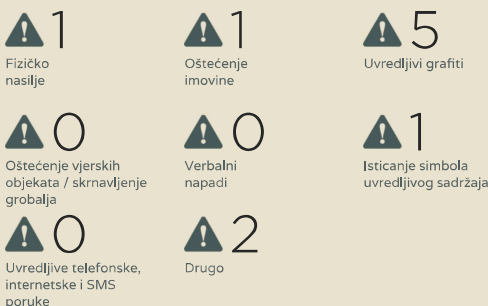 1
Fizičko
nasilje
1
Oštećenje
imovine
5
Uvredljivi grafiti
0
Oštećenje vjerskih
objekata / skrnavljenje
grobalja
0
Verbalni
napadi
1
Isticanje simbola
uvredljivog sadržaja
0
Uvredljive telefonske,
internetske i SMS
poruke
2
Drugo